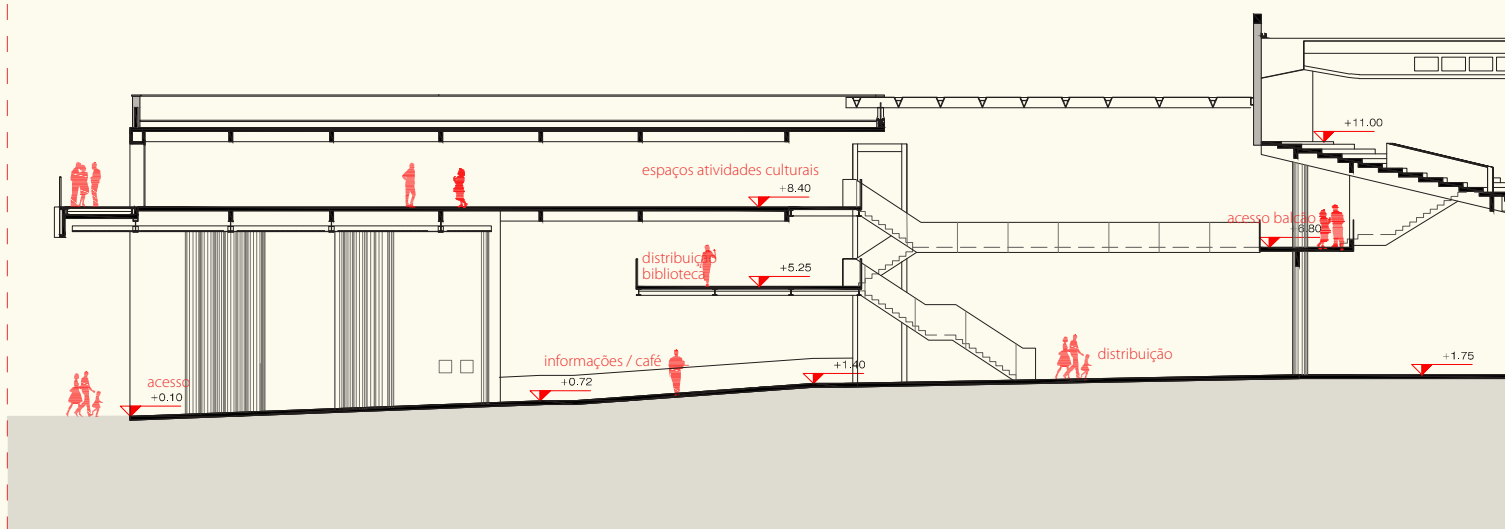 +11.00
espaços atividades culturais
+8.40
acesso balcão
+6.80
distribuição
biblioteca
+5.25
distribuição
informações / café
+1.40
+1.75
acesso
+0.10
+0.72